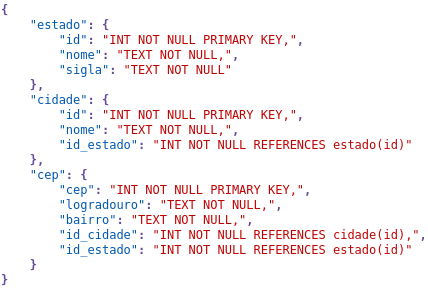 {
    "estado": {
        "id": "INT NOT NULL PRIMARY KEY,",
        "nome": "TEXT NOT NULL,",
        "sigla": "TEXT NOT NULL"
    },
    "cidade": {
        "id": "INT NOT NULL PRIMARY KEY,",
        "nome": "TEXT NOT NULL,",
        "id_estado": "INT NOT NULL REFERENCES estado(id)"
    },
    "cep": {
        "cep": "INT NOT NULL PRIMARY KEY,",
        "logradouro": "TEXT NOT NULL,",
        "bairro": "TEXT NOT NULL,",
        "id_cidade": "INT NOT NULL REFERENCES cidade(id),",
        "id_estado": "INT NOT NULL REFERENCES estado(id)"
    }
}